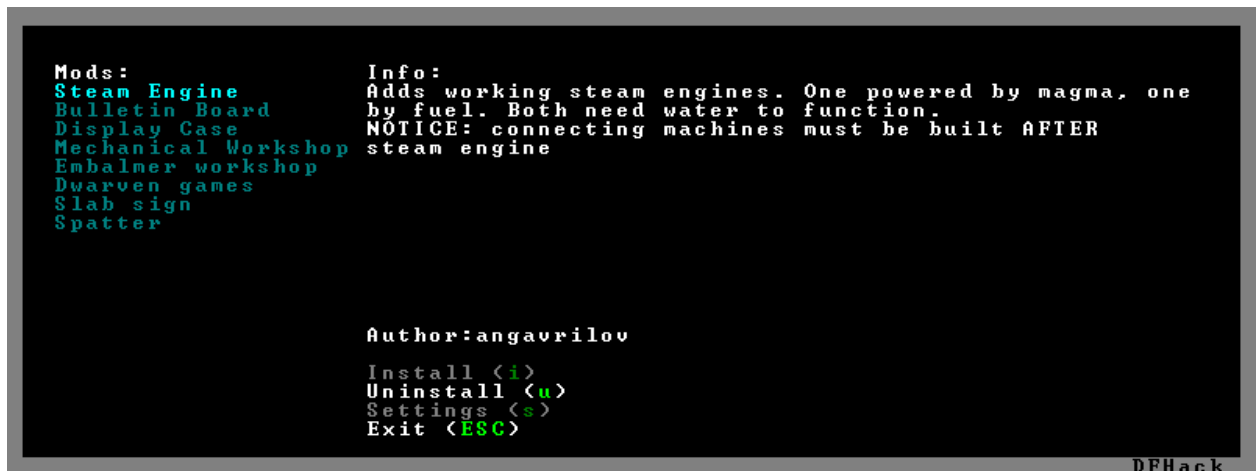 Mods:
Steam Engine
Bulletin Board
Display Case
Mechanical Workshop
Embalmer workshop
Dwarven games
Slab sign
Spatter
Info:
Adds working steam engines. One powered by magma, one
by fuel. Both need water to function.
NOTICE: connecting machines must be built AFTER
steam engine
Author:angavrilov
Install (i)
Uninstall (u)
Settings (s)
Exit (ESC)
DFHack